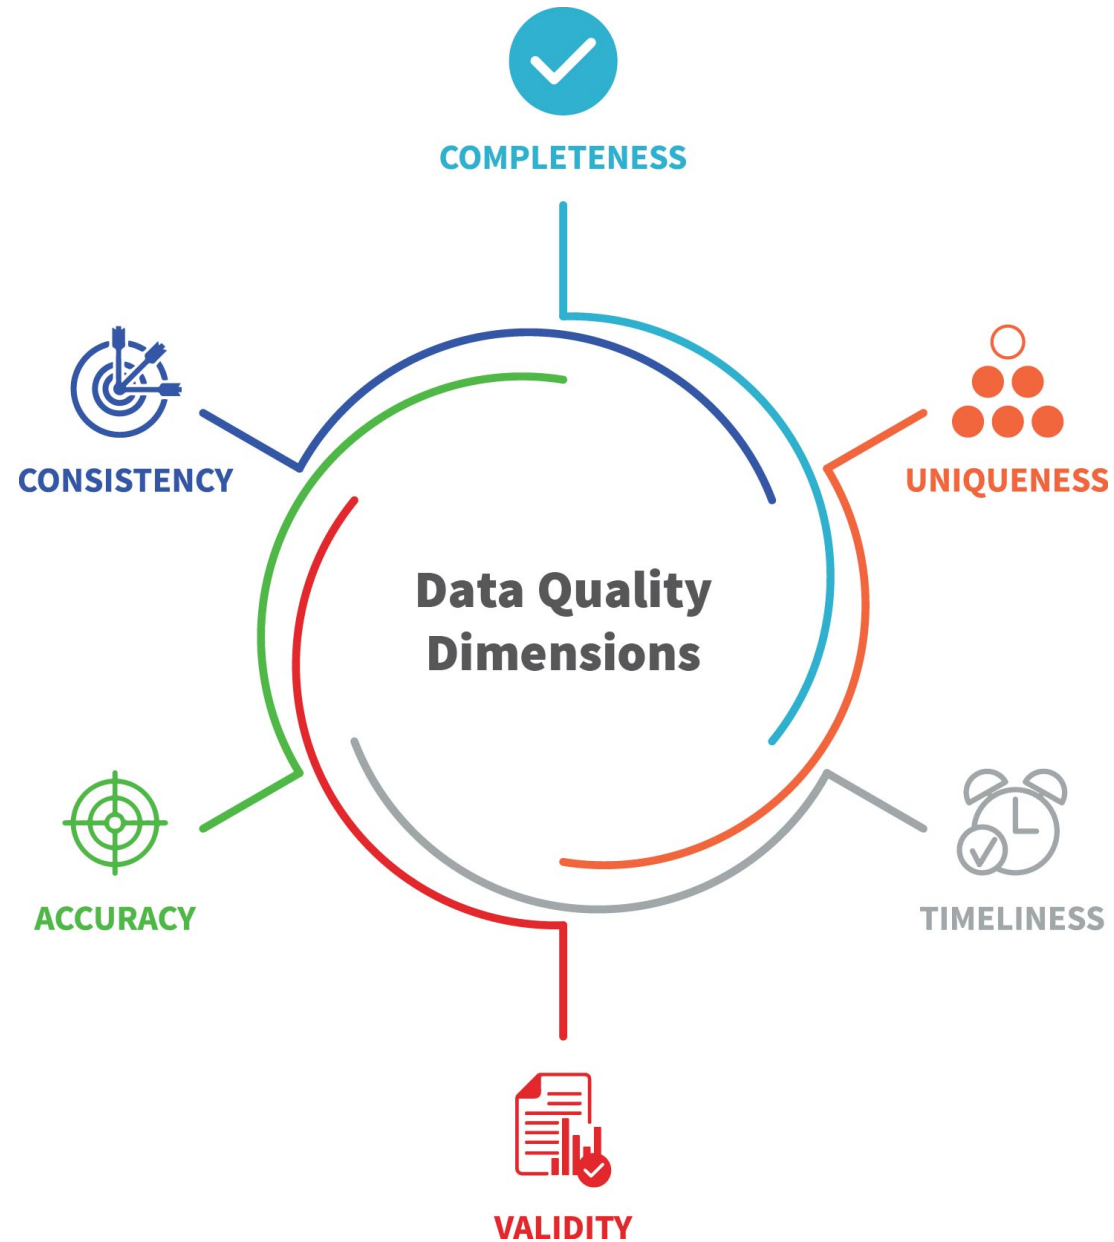 COMPLETENESS
CONSISTENCY
UNIQUENESS
Data Quality
Dimensions
ACCURACY
TIMELINESS
VALIDITY